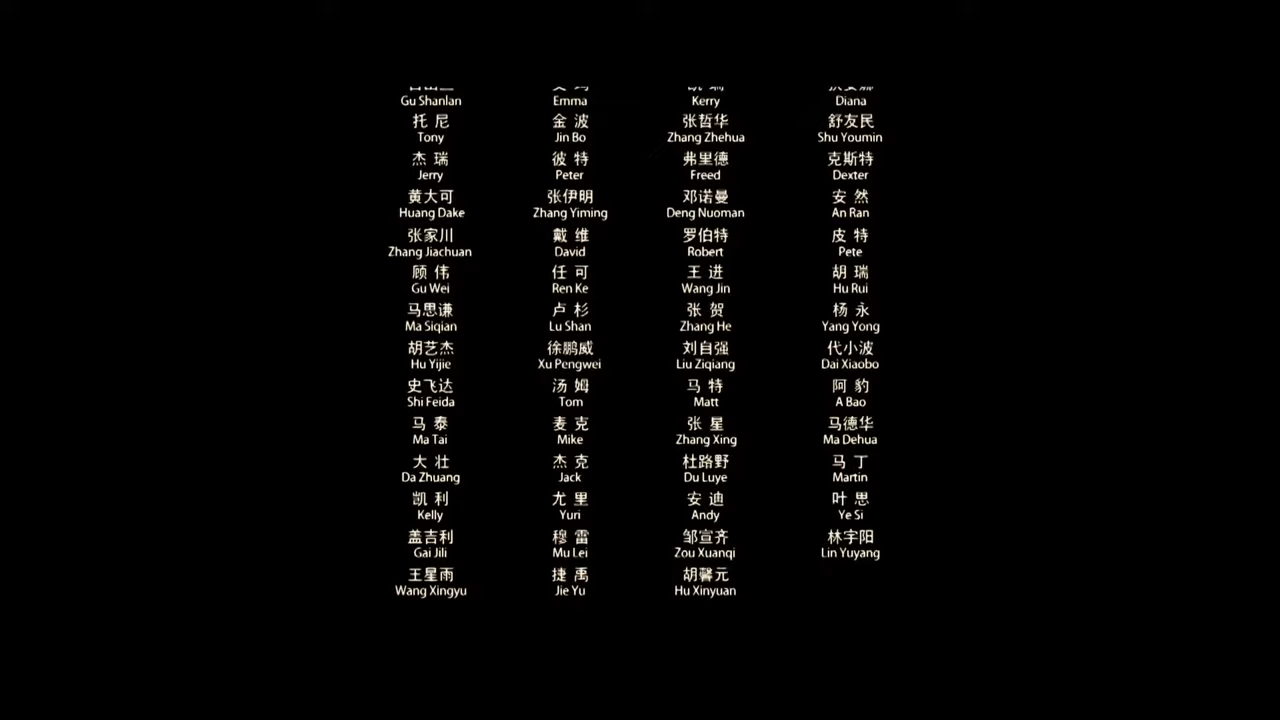 Gu Shanlan Emma Kerry Diana
托尼 金波 张哲华 舒友民
Tony Jin Bo Zhang Zhehua Shu Youmin
杰瑞 彼特 弗里德 克斯特
Jerry Peter Freed Dexter
黄大可 张伊明 邓诺曼 安然
Huang Dake Zhang Yiming Deng Nuoman An Ran
张家川 戴维 罗伯特 皮特
Zhang Jiachuan David Robert Pete
顾伟 任可 王进 胡瑞
Gu Wei Ren Ke Wang Jin Hu Rui
马思谦 卢杉 张贺 杨永
Ma Siqian Lu Shan Zhang He Yang Yong
胡艺杰 徐鹏威 刘自强 代小波
Hu Yijie Xu Pengwei Liu Ziqiang Dai Xiaobo
史飞达 汤姆 马特 阿豹
Shi Feida Tom Matt A Bao
马泰 麦克 张星 马德华
Ma Tai Mike Zhang Xing Ma Dehua
大壮 杰克 杜路野 马丁
Da Zhuang Jack Du Luye Martin
凯利 尤里 安迪 叶思
Kelly Yuri Andy Ye Si
盖吉利 穆雷 邹宣齐 林宇阳
Gai Jili Mu Lei Zou Xuanqi Lin Yuyang
王星雨 捷禹 胡馨元
Wang Xingyu Jie Yu Hu Xinyuan